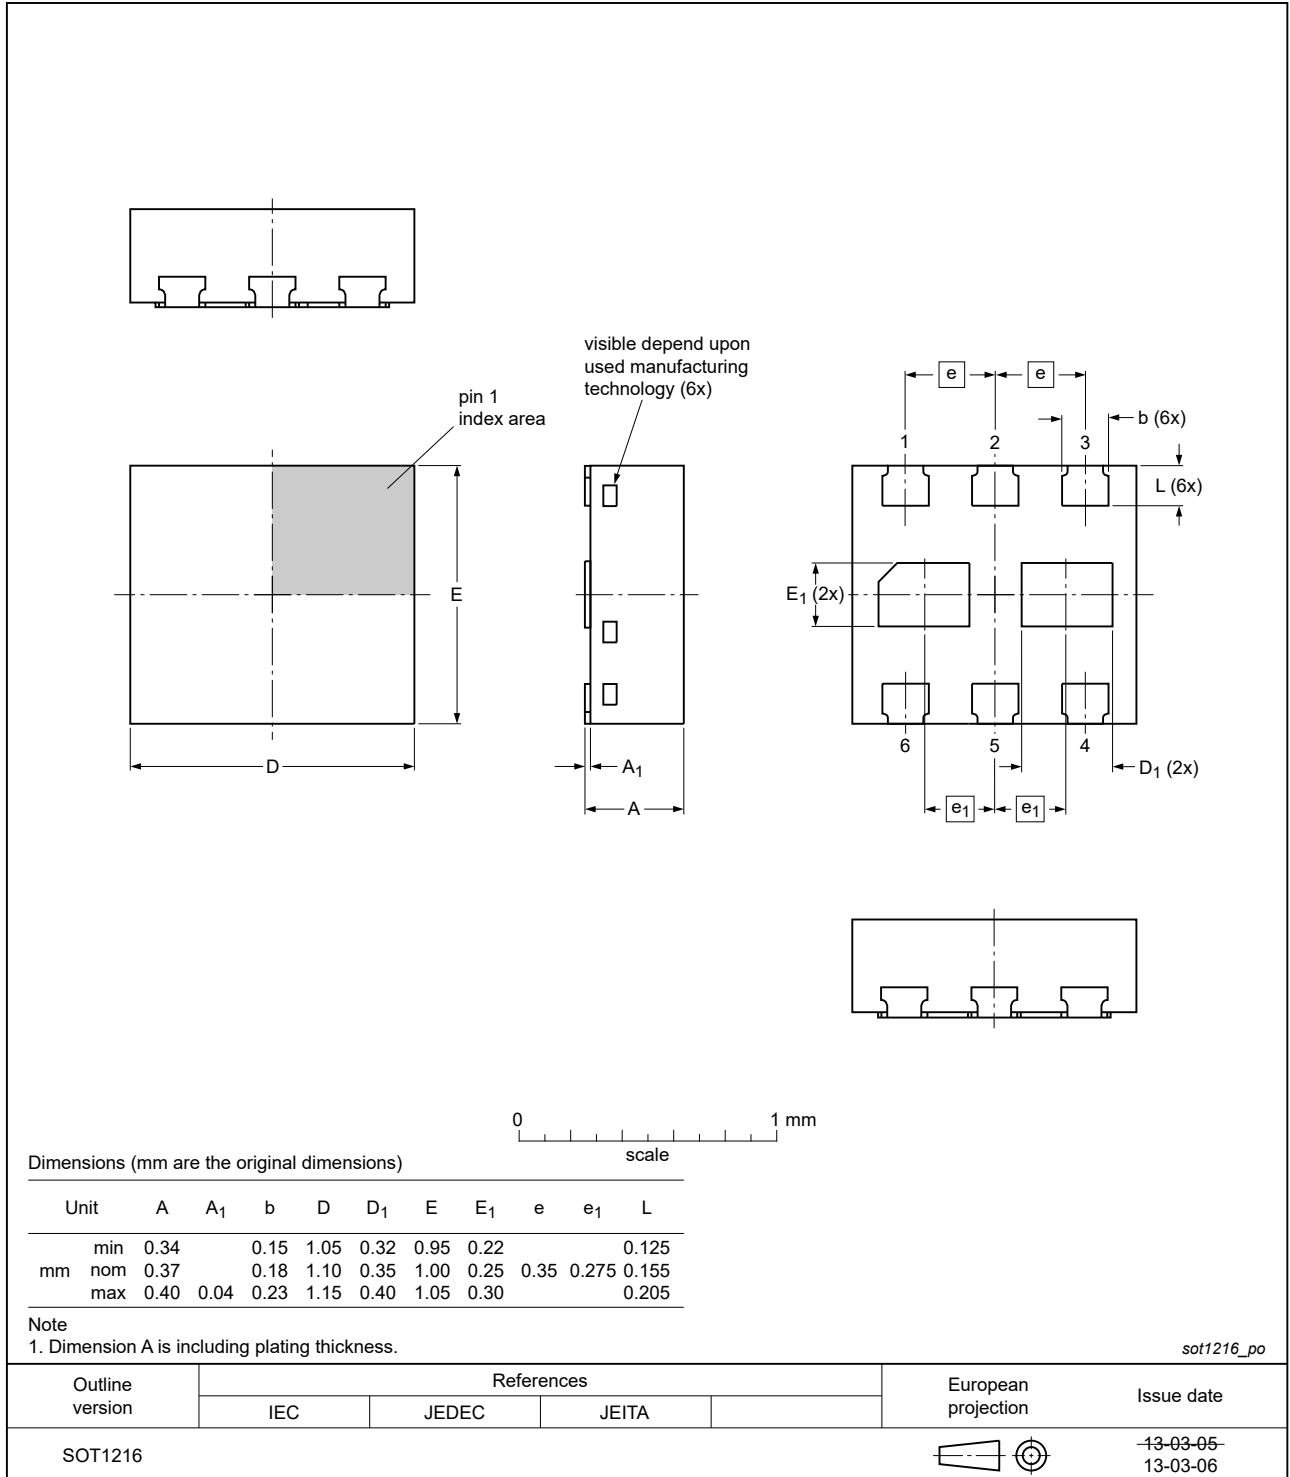 visible depend upon
used manufacturing
technology (6x)
pin 1
index area
e e
b (6x)
1 2 3
L (6x)
E
E1 (2x)
6 5 4
D
A1
D1 (2x)
A
e1 e1
0 1 mm
scale
Dimensions (mm are the original dimensions)
Unit A A1 b D D1 E E1 e e1 L
min 0.34 0.15 1.05 0.32 0.95 0.22 0.125
mm nom 0.37 0.18 1.10 0.35 1.00 0.25 0.35 0.275 0.155
max 0.40 0.04 0.23 1.15 0.40 1.05 0.30 0.205
Note
1. Dimension A is including plating thickness.
sot1216_po
Outline version References European projection Issue date
IEC JEDEC JEITA
SOT1216
13-03-05
13-03-06